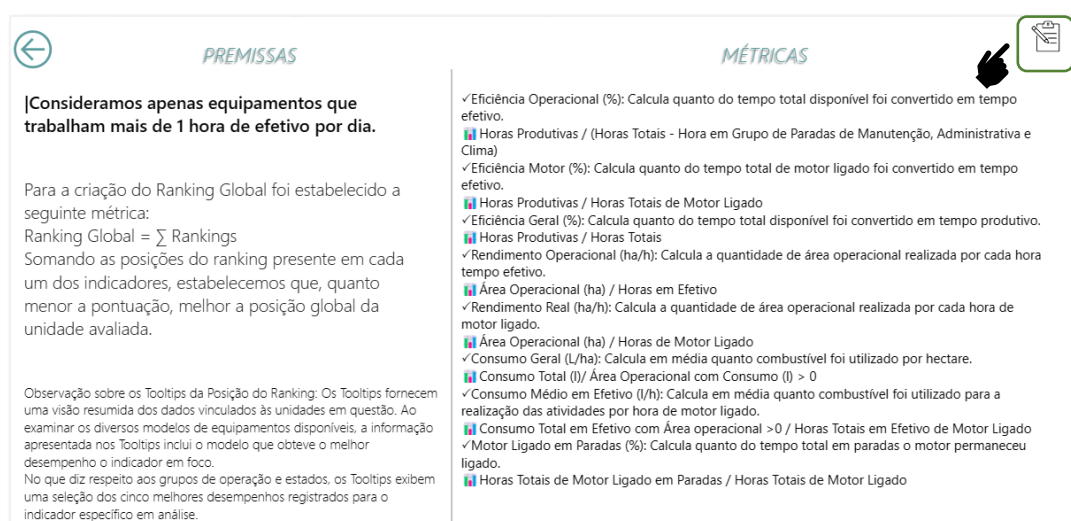 PREMISSAS
|Consideramos apenas equipamentos que
trabalham mais de 1 hora de efetivo por dia.
Para a criação do Ranking Global foi estabelecido a
seguinte métrica:
Ranking Global = ∑ Rankings
Somando as posições do ranking presente em cada
um dos indicadores, estabelecemos que, quanto
menor a pontuação, melhor a posição global da
unidade avaliada.
Observação sobre os Tooltips da Posição do Ranking: Os Tooltips fornecem
uma visão resumida dos dados vinculados às unidades em questão. Ao
examinar os diversos modelos de equipamentos disponíveis, a informação
apresentada nos Tooltips inclui o modelo que obteve o melhor
desempenho o indicador em foco.
No que diz respeito aos grupos de operação e estados, os Tooltips exibem
uma seleção dos cinco melhores desempenhos registrados para o
indicador específico em análise.
MÉTRICAS
✓Eficiência Operacional (%): Calcula quanto do tempo total disponível foi convertido em tempo
efetivo.
📊 Horas Produtivas / (Horas Totais - Hora em Grupo de Paradas de Manutenção, Administrativa e
Clima)
✓Eficiência Motor (%): Calcula quanto do tempo total de motor ligado foi convertido em tempo
efetivo.
📊 Horas Produtivas / Horas Totais de Motor Ligado
✓Eficiência Geral (%): Calcula quanto do tempo total disponível foi convertido em tempo produtivo.
📊 Horas Produtivas / Horas Totais
✓Rendimento Operacional (ha/h): Calcula a quantidade de área operacional realizada por cada hora
tempo efetivo.
📊 Área Operacional (ha) / Horas em Efetivo
✓Rendimento Real (ha/h): Calcula a quantidade de área operacional realizada por cada hora de
motor ligado.
📊 Área Operacional (ha) / Horas de Motor Ligado
✓Consumo Geral (L/ha): Calcula em média quanto combustível foi utilizado por hectare.
📊 Consumo Total (l)/ Área Operacional com Consumo (l) > 0
✓Consumo Médio em Efetivo (l/h): Calcula em média quanto combustível foi utilizado para a
realização das atividades por hora de motor ligado.
📊 Consumo Total em Efetivo com Área operacional >0 / Horas Totais em Efetivo de Motor Ligado
✓Motor Ligado em Paradas (%): Calcula quanto do tempo total em paradas o motor permaneceu
ligado.
📊 Horas Totais de Motor Ligado em Paradas / Horas Totais de Motor Ligado